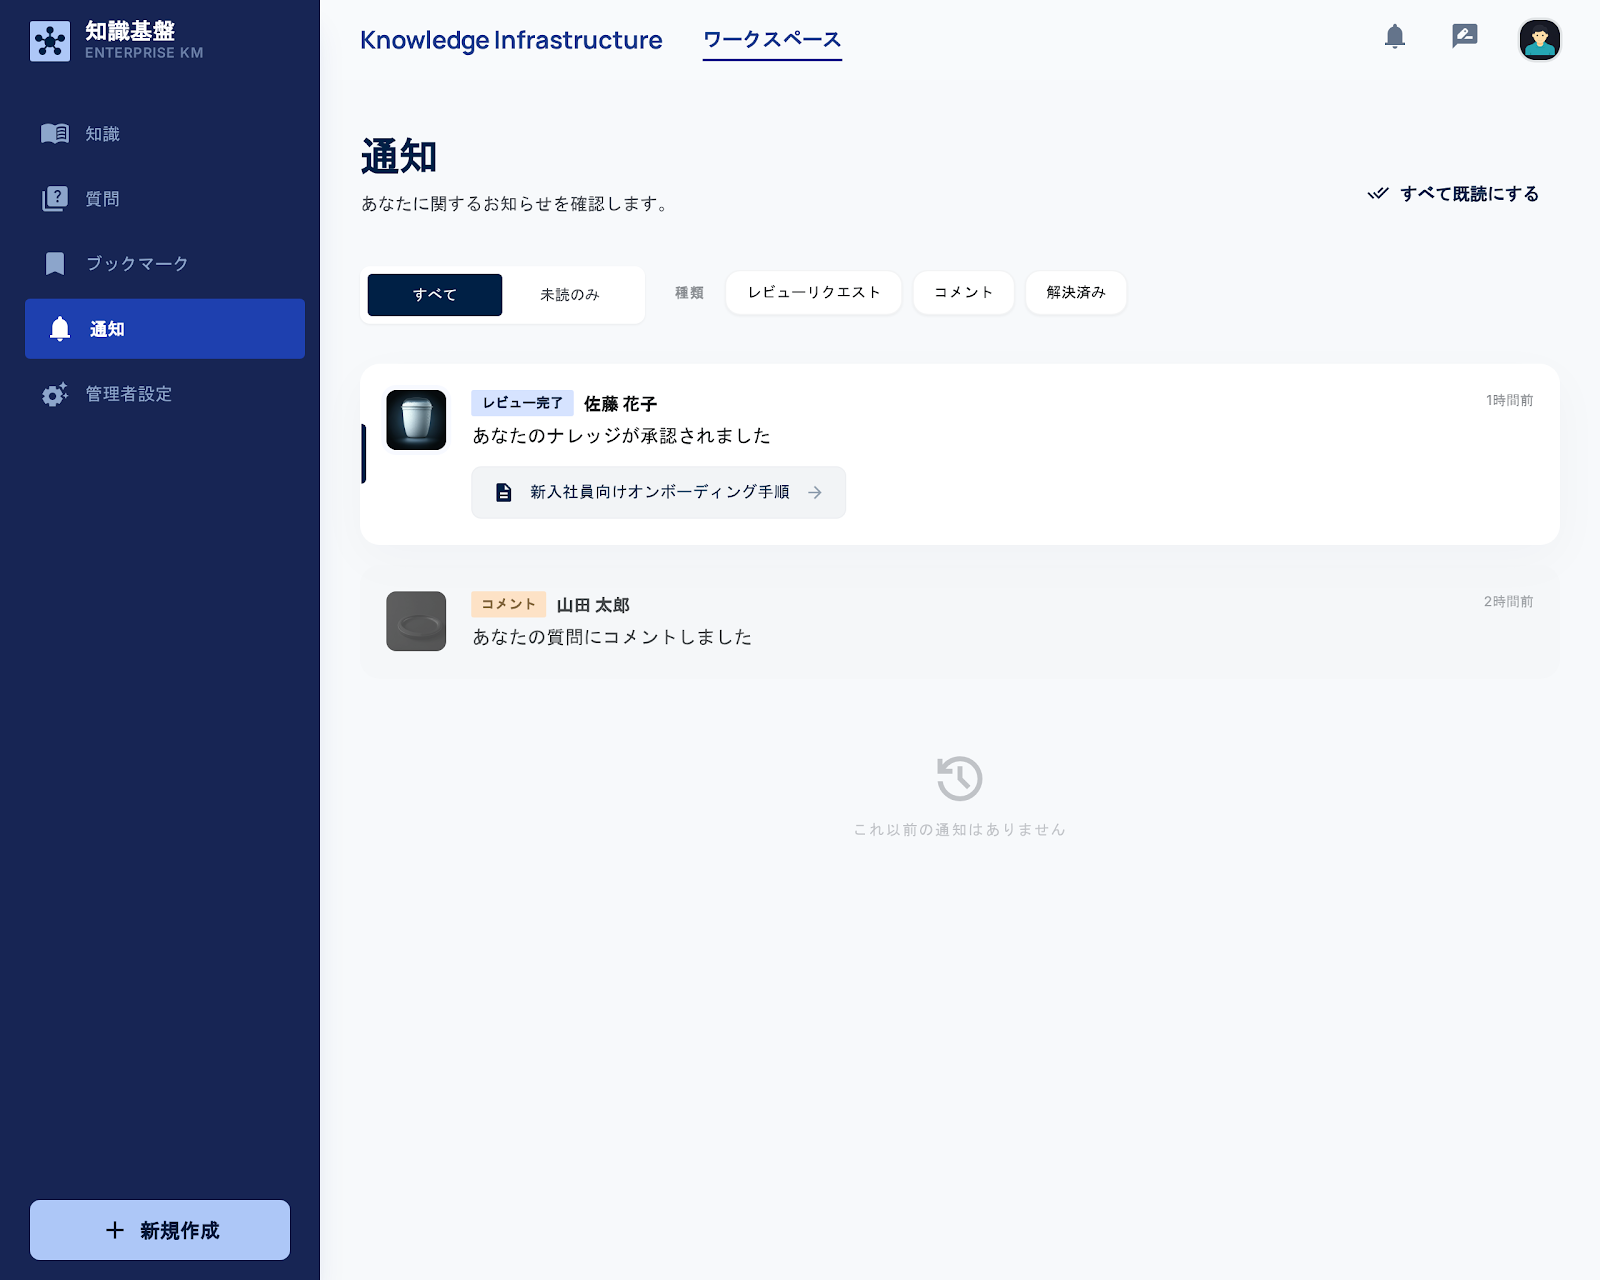 知識基盤
ENTERPRISE KM
知識
質問
ブックマーク
通知
管理者設定
新規作成
Knowledge Infrastructure
ワークスペース
通知
あなたに関するお知らせを確認します。
すべて既読にする
すべて
未読のみ
種類
レビューリクエスト
コメント
解決済み
レビュー完了
佐藤 花子
1時間前
あなたのナレッジが承認されました
新入社員向けオンボーディング手順
コメント
山田 太郎
2時間前
あなたの質問にコメントしました
これ以前の通知はありません